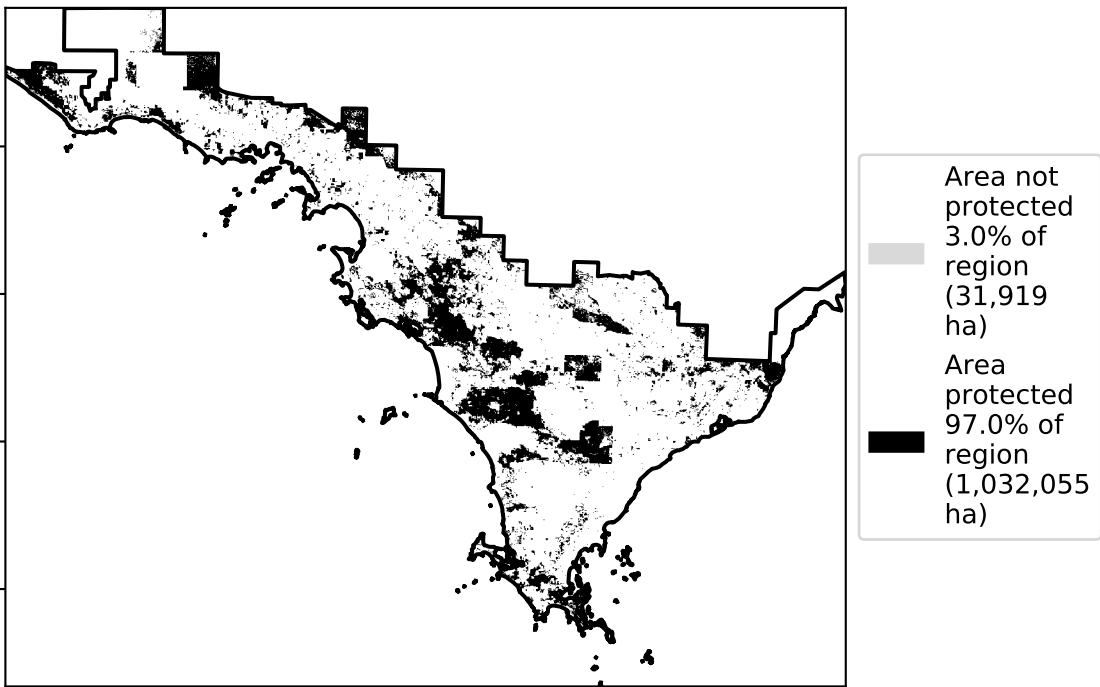 Area not
protected
3.0% of
region
(31,919
ha)
Area
protected
97.0% of
region
(1,032,055
ha)